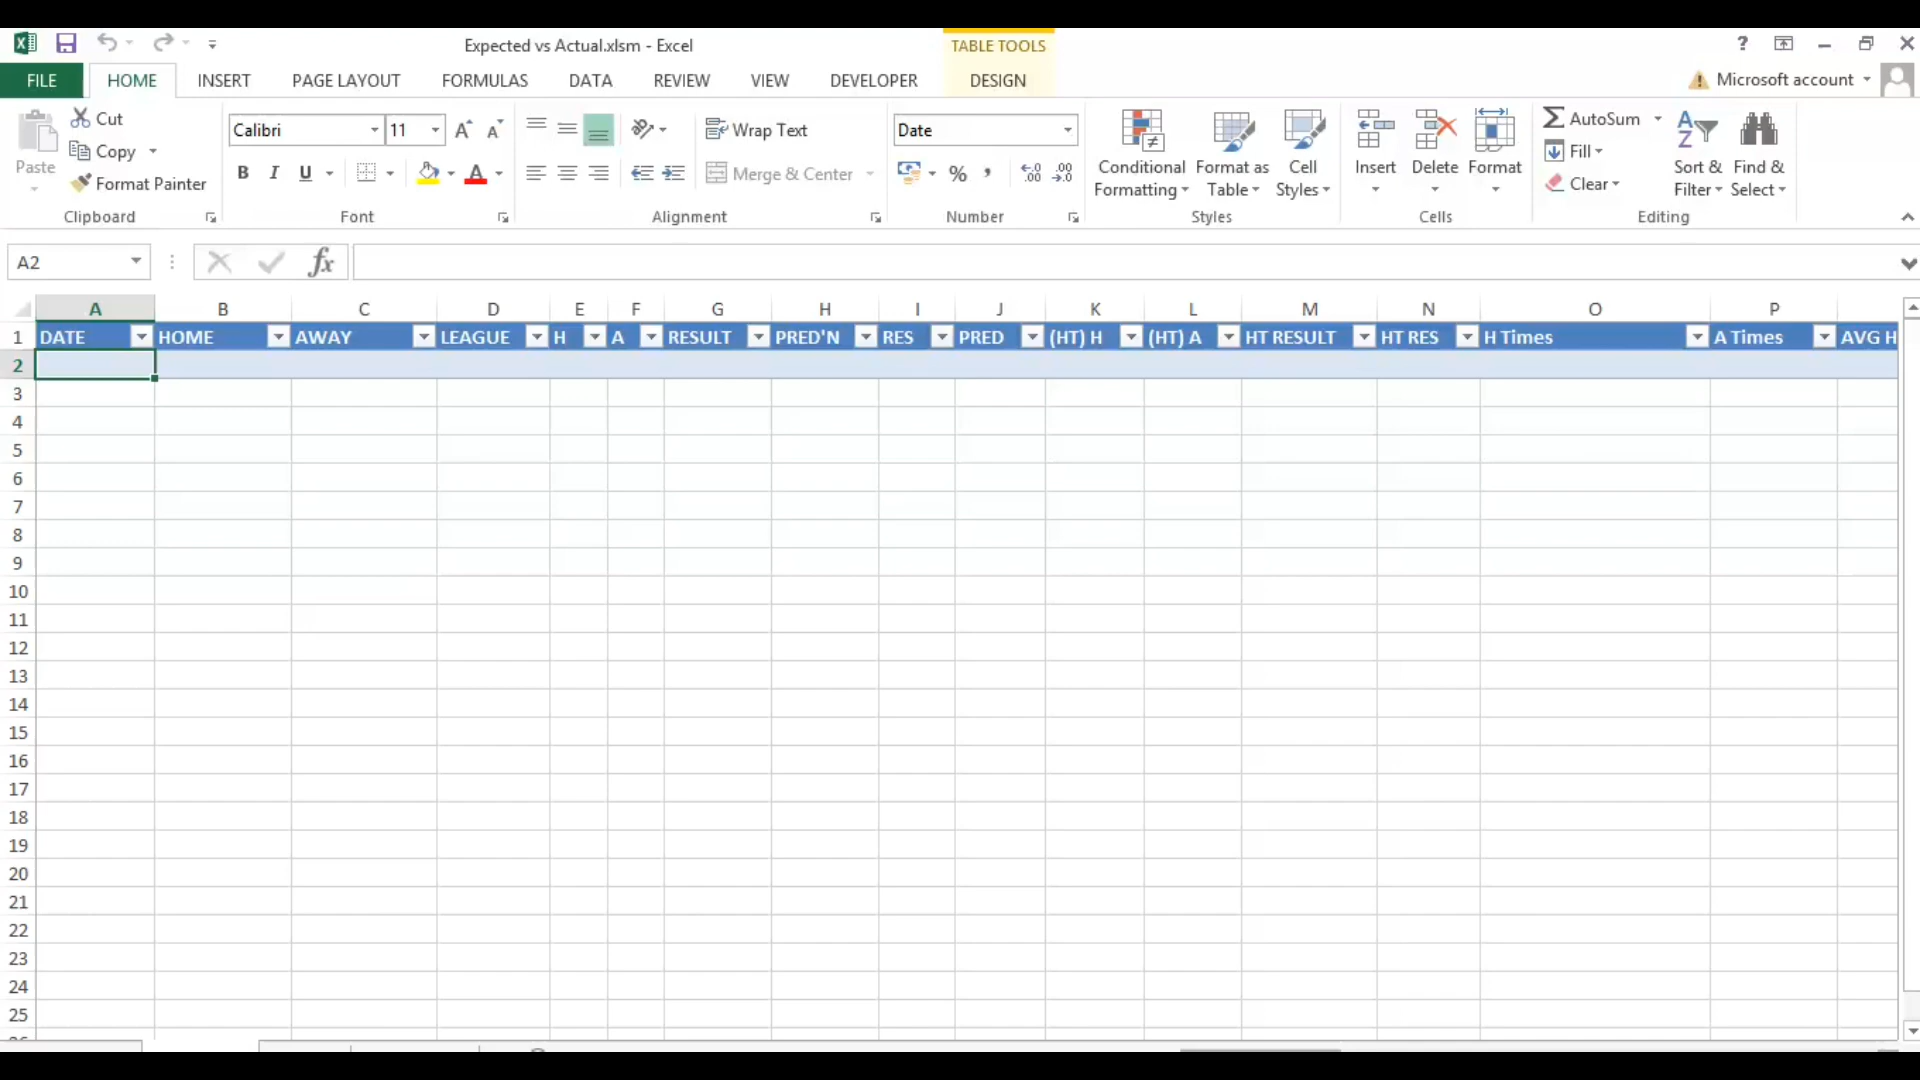 Expected vs Actual.xlsm - Excel
TABLE TOOLS
?
FILE
HOME
INSERT
PAGE LAYOUT
FORMULAS
DATA
REVIEW
VIEW
DEVELOPER
DESIGN
Microsoft account
Paste
Cut
Copy
Format Painter
Clipboard
Calibri
11
B I U
Font
Wrap Text
Merge & Center
Alignment
Date
%
Number
Conditional Formatting
Format as Table
Cell Styles
Styles
Insert
Delete
Format
Cells
AutoSum
Fill
Clear
Sort & Filter
Find & Select
Editing
A2
fx
A B C D E F G H I J K L M N O P
1 DATE HOME AWAY LEAGUE H A RESULT PRED'N RES PRED (HT) H (HT) A HT RESULT HT RES H Times A Times AVG H
2
3
4
5
6
7
8
9
10
11
12
13
14
15
16
17
18
19
20
21
22
23
24
25